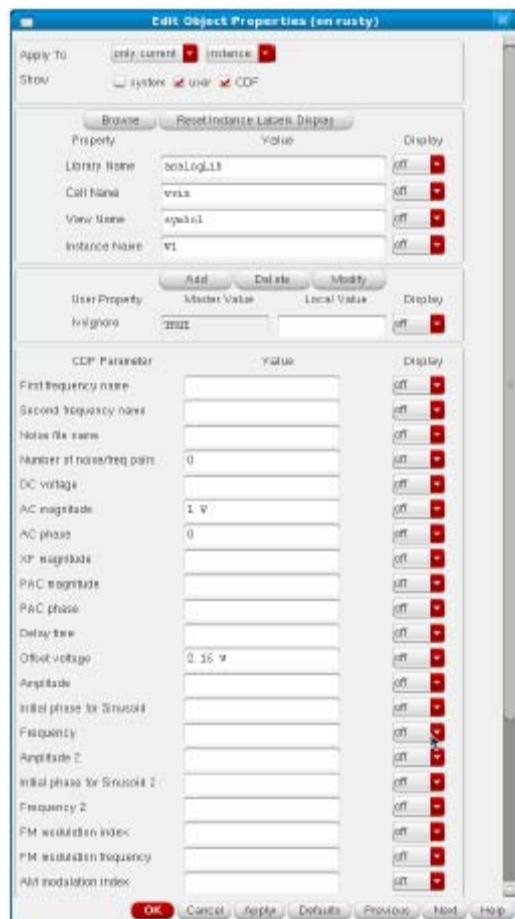 Edit Object Properties (on rusty)
Apply To only current instance
Show system user CDF
Browse Reset Instance Labels Display
Property Value Display
Library Name analogLib off
Cell Name vsin off
View Name symbol off
Instance Name V1 off
Add Delete Modify
User Property Master Value Local Value Display
lvsIgnore TRUE off
CDF Parameter Value Display
First frequency name off
Second frequency name off
Noise file name off
Number of noise/freq pairs 0 off
DC voltage off
AC magnitude 1 V off
AC phase 0 off
XF magnitude off
PAC magnitude off
PAC phase off
Delay time off
Offset voltage 2.16 V off
Amplitude off
Initial phase for Sinusoid off
Frequency off
Amplitude 2 off
Initial phase for Sinusoid 2 off
Frequency 2 off
FM modulation index off
FM modulation frequency off
AM modulation index off
OK Cancel Apply Defaults Previous Next Help